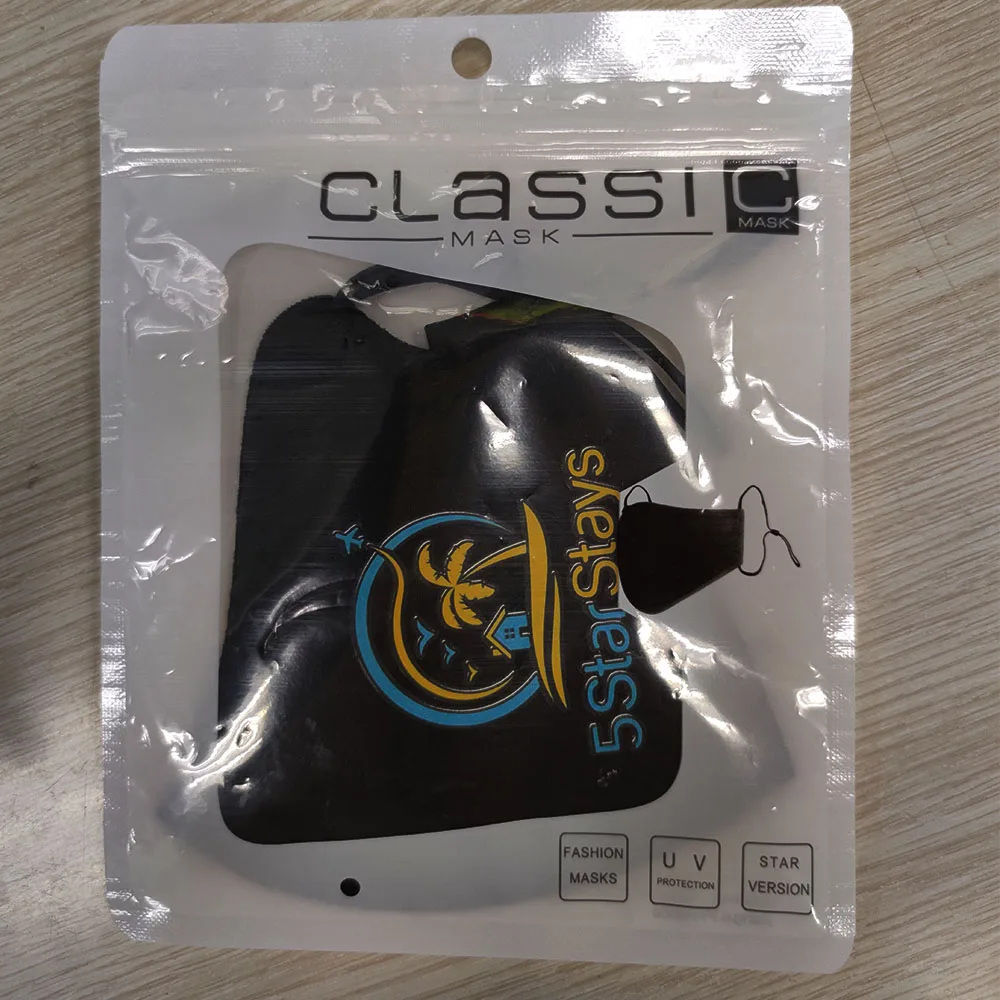 CLASSIC
MASK
MASK
5StarStays
FASHION
MASKS
U V
PROTECTION
STAR
VERSION